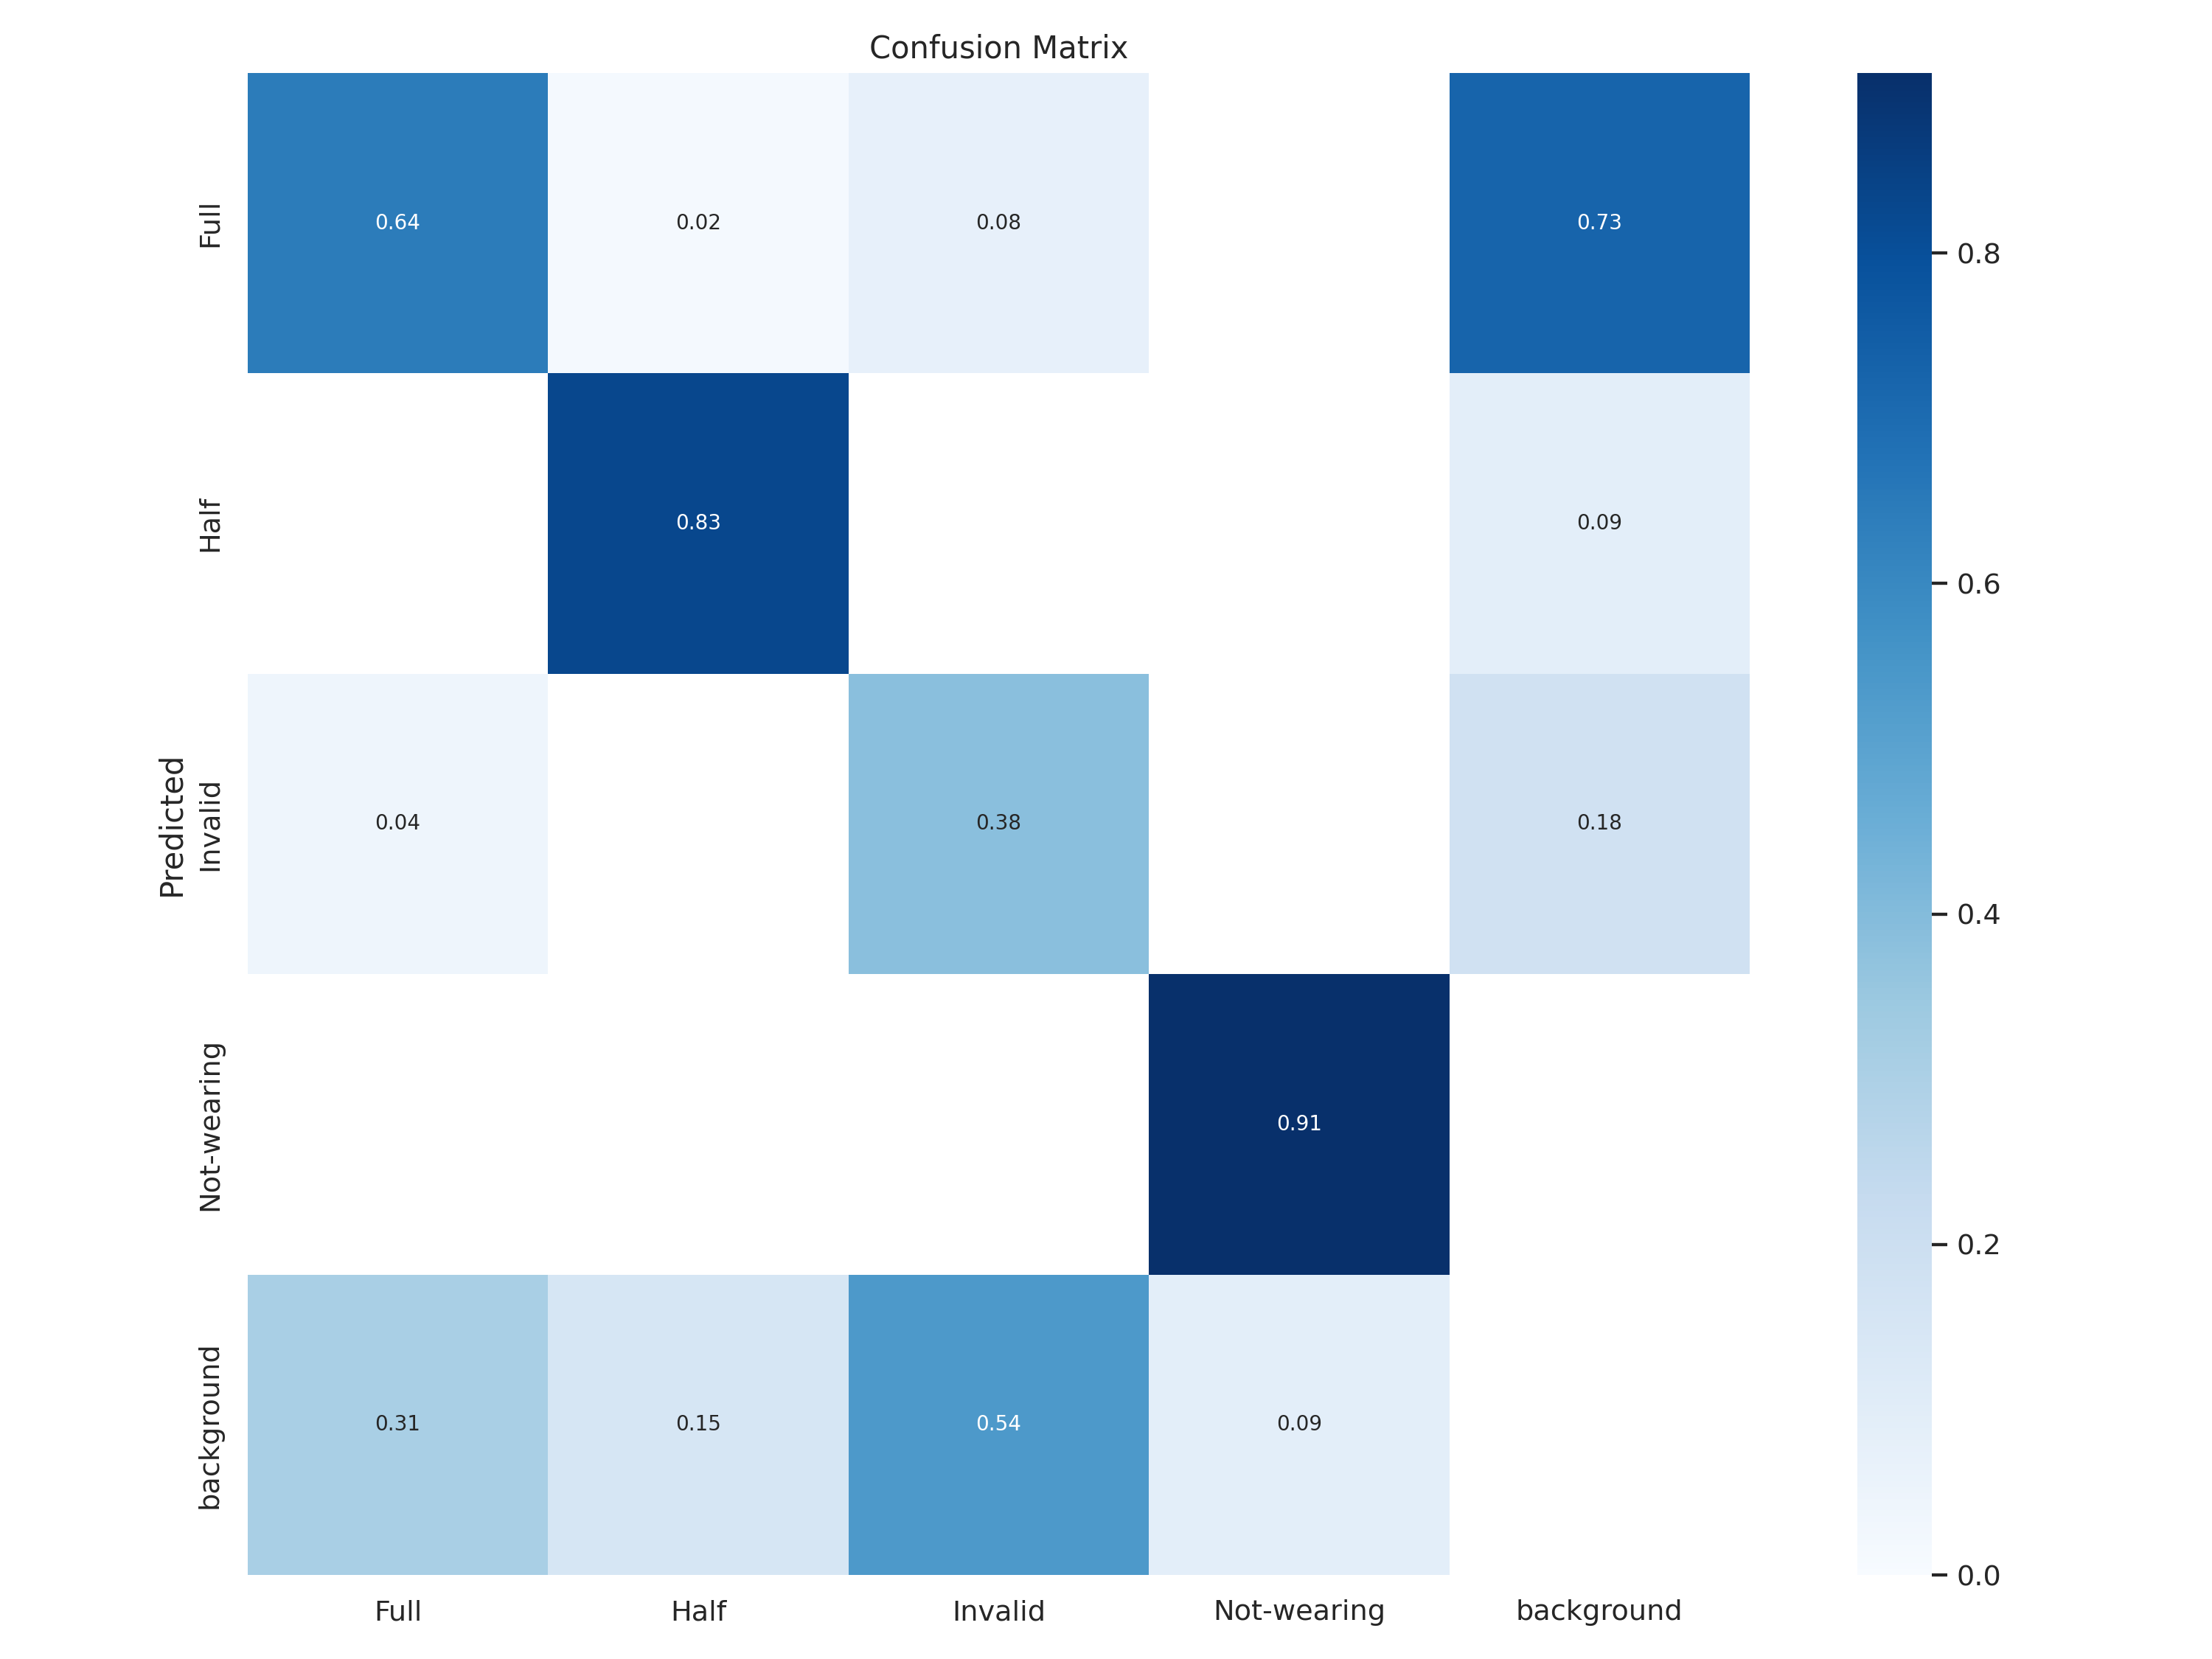 Confusion Matrix
Full
0.64
0.02
0.08
0.73
0.8
Half
0.83
0.09
0.6
Predicted
Invalid
0.04
0.38
0.18
0.4
Not-wearing
0.91
0.2
background
0.31
0.15
0.54
0.09
0.0
Full
Half
Invalid
Not-wearing
background